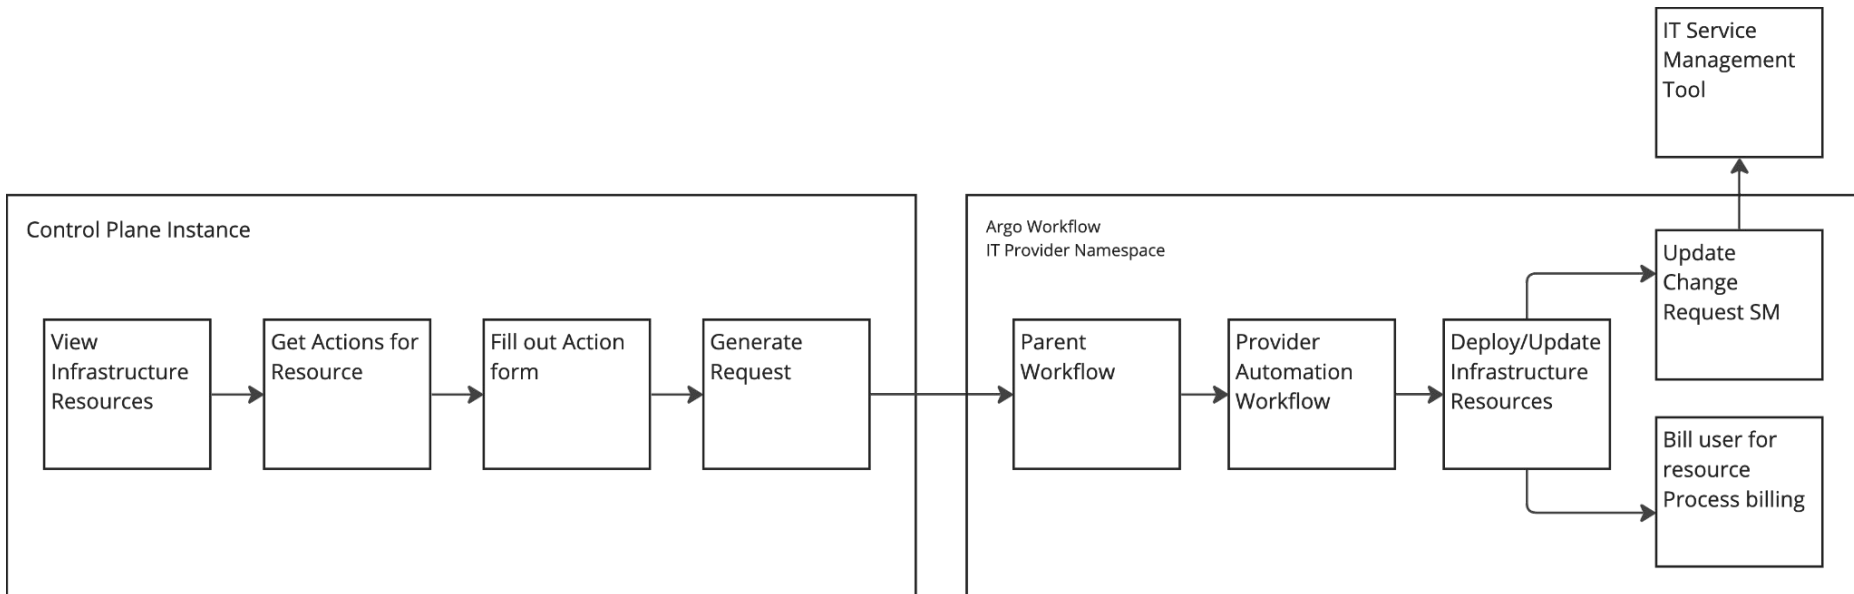 IT Service
Management
Tool
Control Plane Instance
Argo Workflow
IT Provider Namespace
View
Infrastructure
Resources
Get Actions for
Resource
Fill out Action
form
Generate
Request
Parent
Workflow
Provider
Automation
Workflow
Deploy/Update
Infrastructure
Resources
Update
Change
Request SM
Bill user for
resource
Process billing